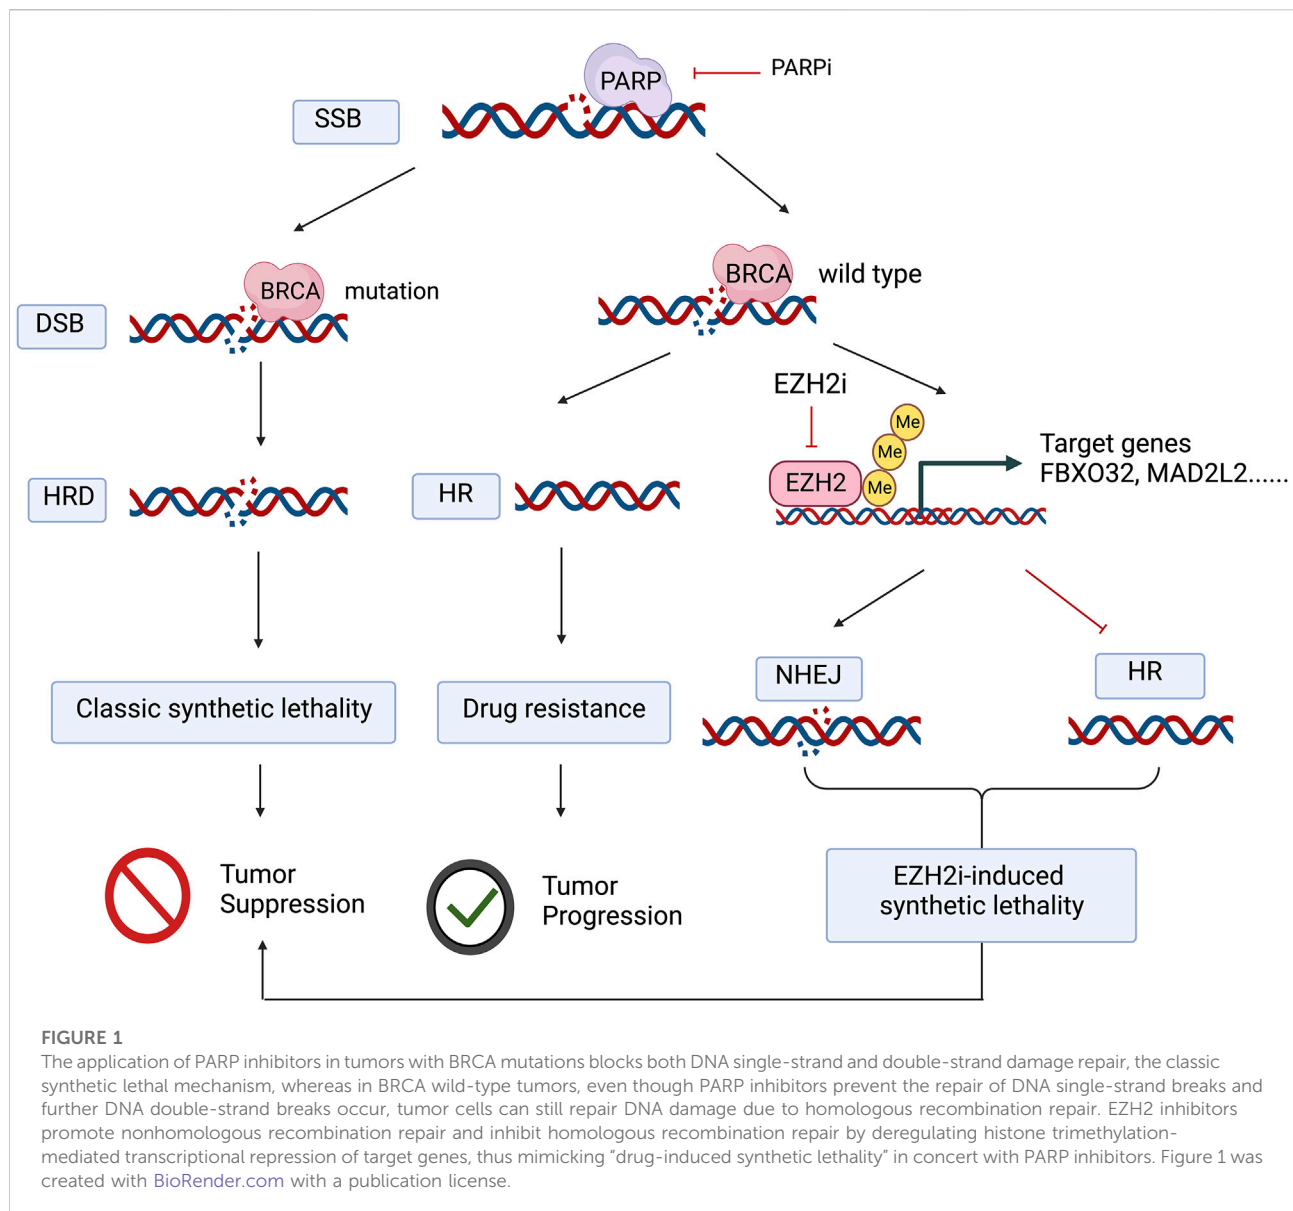 PARP
PARPi
SSB
BRCA
mutation
BRCA
wild type
DSB
EZH2i
Me
Me
Me
EZH2
Target genes
FBXO32, MAD2L2......
HRD
HR
NHEJ
HR
Classic synthetic lethality
Drug resistance
EZH2i-induced
synthetic lethality
Tumor
Suppression
Tumor
Progression
FIGURE 1
The application of PARP inhibitors in tumors with BRCA mutations blocks both DNA single-strand and double-strand damage repair, the classic
synthetic lethal mechanism, whereas in BRCA wild-type tumors, even though PARP inhibitors prevent the repair of DNA single-strand breaks and
further DNA double-strand breaks occur, tumor cells can still repair DNA damage due to homologous recombination repair. EZH2 inhibitors
promote nonhomologous recombination repair and inhibit homologous recombination repair by deregulating histone trimethylation-
mediated transcriptional repression of target genes, thus mimicking “drug-induced synthetic lethality” in concert with PARP inhibitors. Figure 1 was
created with BioRender.com with a publication license.